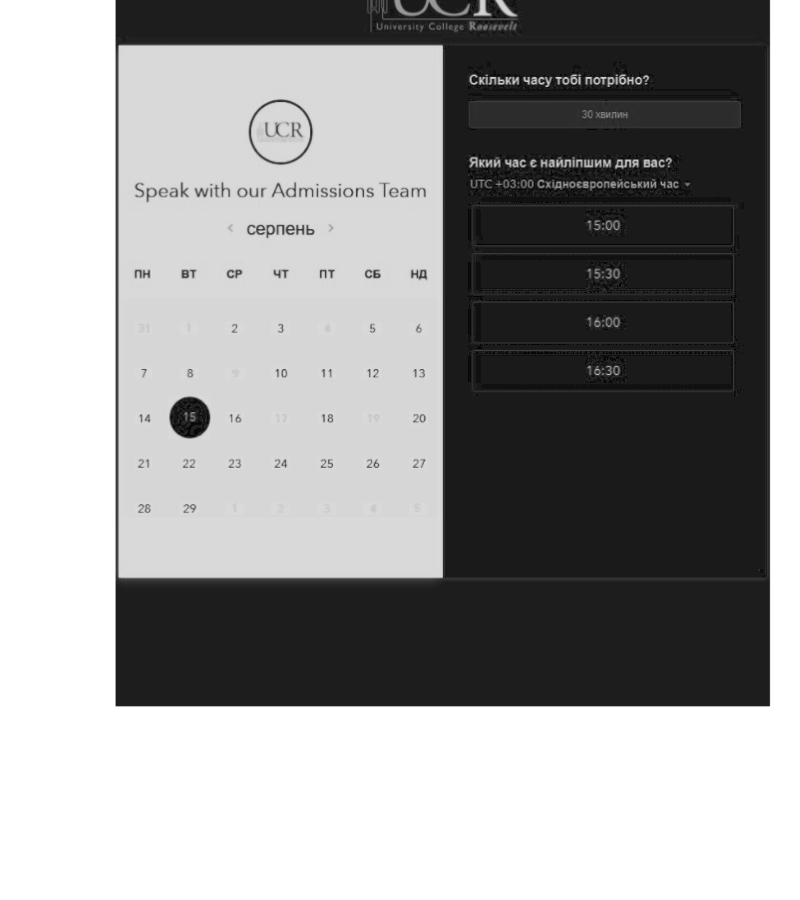 UCR
University College Roosevelt
UCR
Speak with our Admissions Team
‹ серпень ›
ПН ВТ СР ЧТ ПТ СБ НД
31 1 2 3 4 5 6
7 8 9 10 11 12 13
14 15 16 17 18 19 20
21 22 23 24 25 26 27
28 29 1 2 3 4 5
Скільки часу тобі потрібно?
30 хвилин
Який час є найліпшим для вас?
UTC +03:00 Східноєвропейський час
15:00
15:30
16:00
16:30